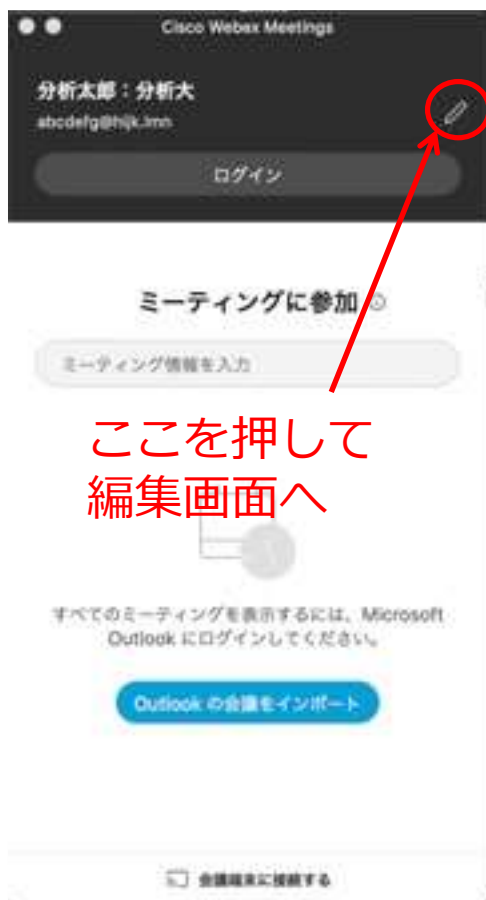 Cisco Webex Meetings
分析太郎：分析大
abcdefg@hijk.lmn
ログイン
ミーティングに参加
ミーティング情報を入力
ここを押して
編集画面へ
すべてのミーティングを表示するには、Microsoft
Outlook にログインしてください。
Outlook の会議をインポート
会議端末に接続する